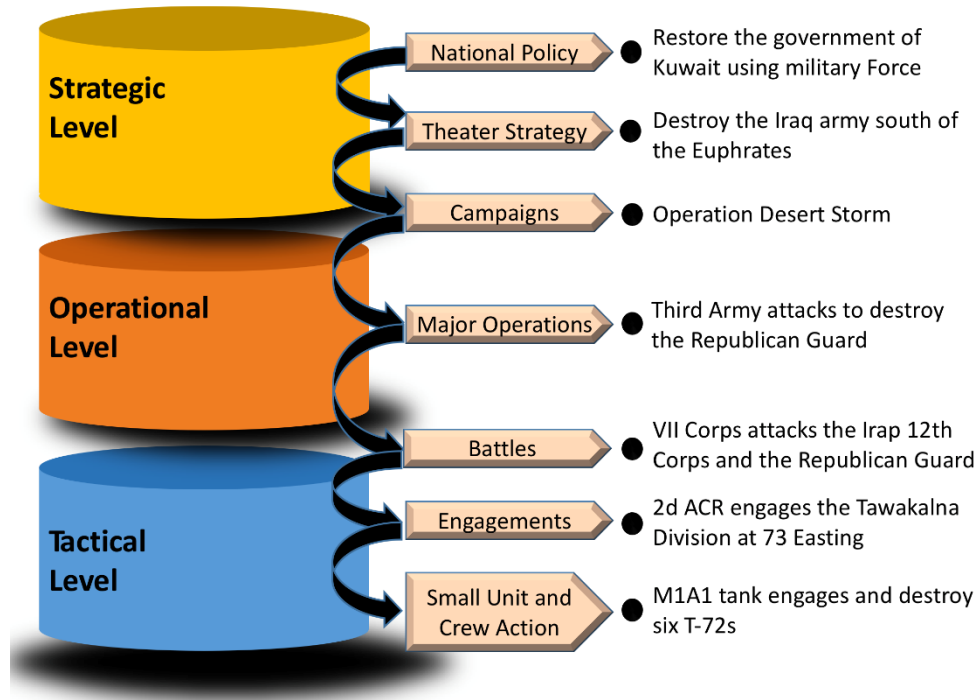 Strategic
Level
National Policy
Restore the government of
Kuwait using military Force
Theater Strategy
Destroy the Iraq army south of
the Euphrates
Campaigns
Operation Desert Storm
Operational
Level
Major Operations
Third Army attacks to destroy
the Republican Guard
Battles
VII Corps attacks the Irap 12th
Corps and the Republican Guard
Tactical
Level
Engagements
2d ACR engages the Tawakalna
Division at 73 Easting
Small Unit and
Crew Action
M1A1 tank engages and destroy
six T-72s